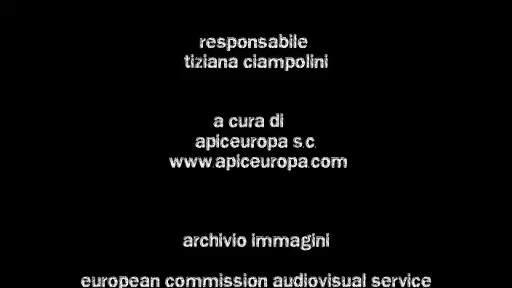 responsabile
tiziana ciampolini
a cura di
apiceuropa s.c.
www.apiceuropa.com
archivio immagini
european commission audiovisual service